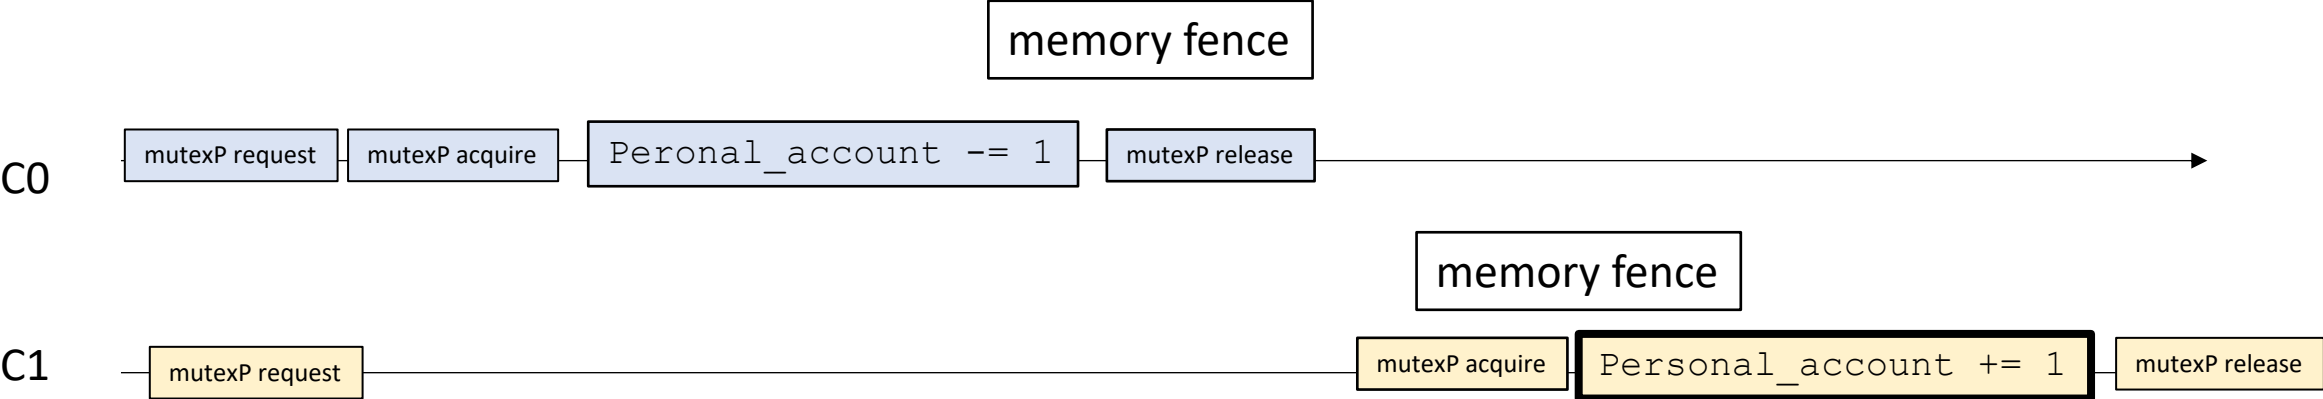 memory fence
C0
mutexP request
mutexP acquire
Peronal_account -= 1
mutexP release
memory fence
C1
mutexP request
mutexP acquire
Personal_account += 1
mutexP release